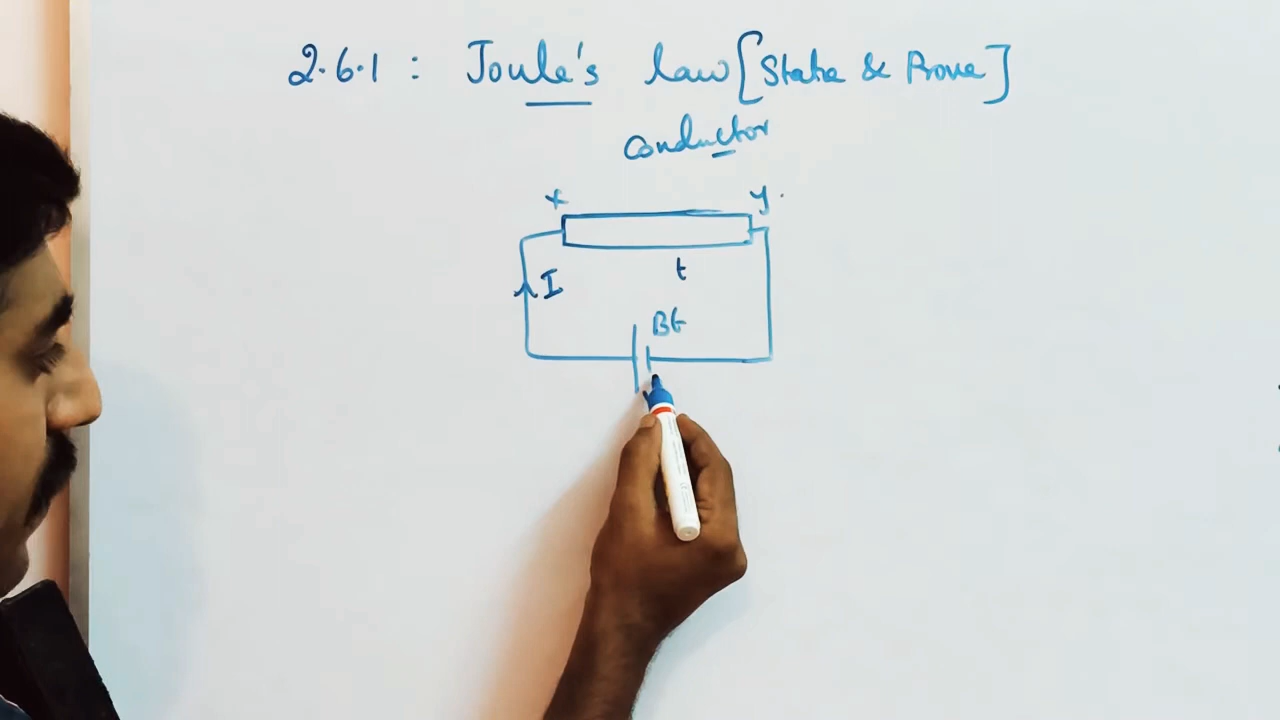 2.6.1 : Joule's law [State & Prove]
Conductor
x y.
t
I
Bt